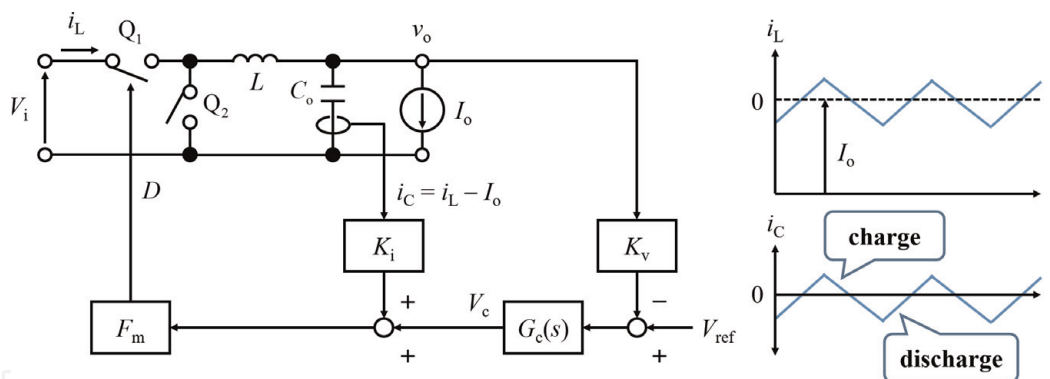 i_L
Q_1
v_o
V_i
Q_2
L
C_o
I_o
D
i_C = i_L – I_o
K_i
K_v
+
–
F_m
V_c
G_c(s)
V_ref
+
+
i_L
0
I_o
i_C
charge
0
discharge